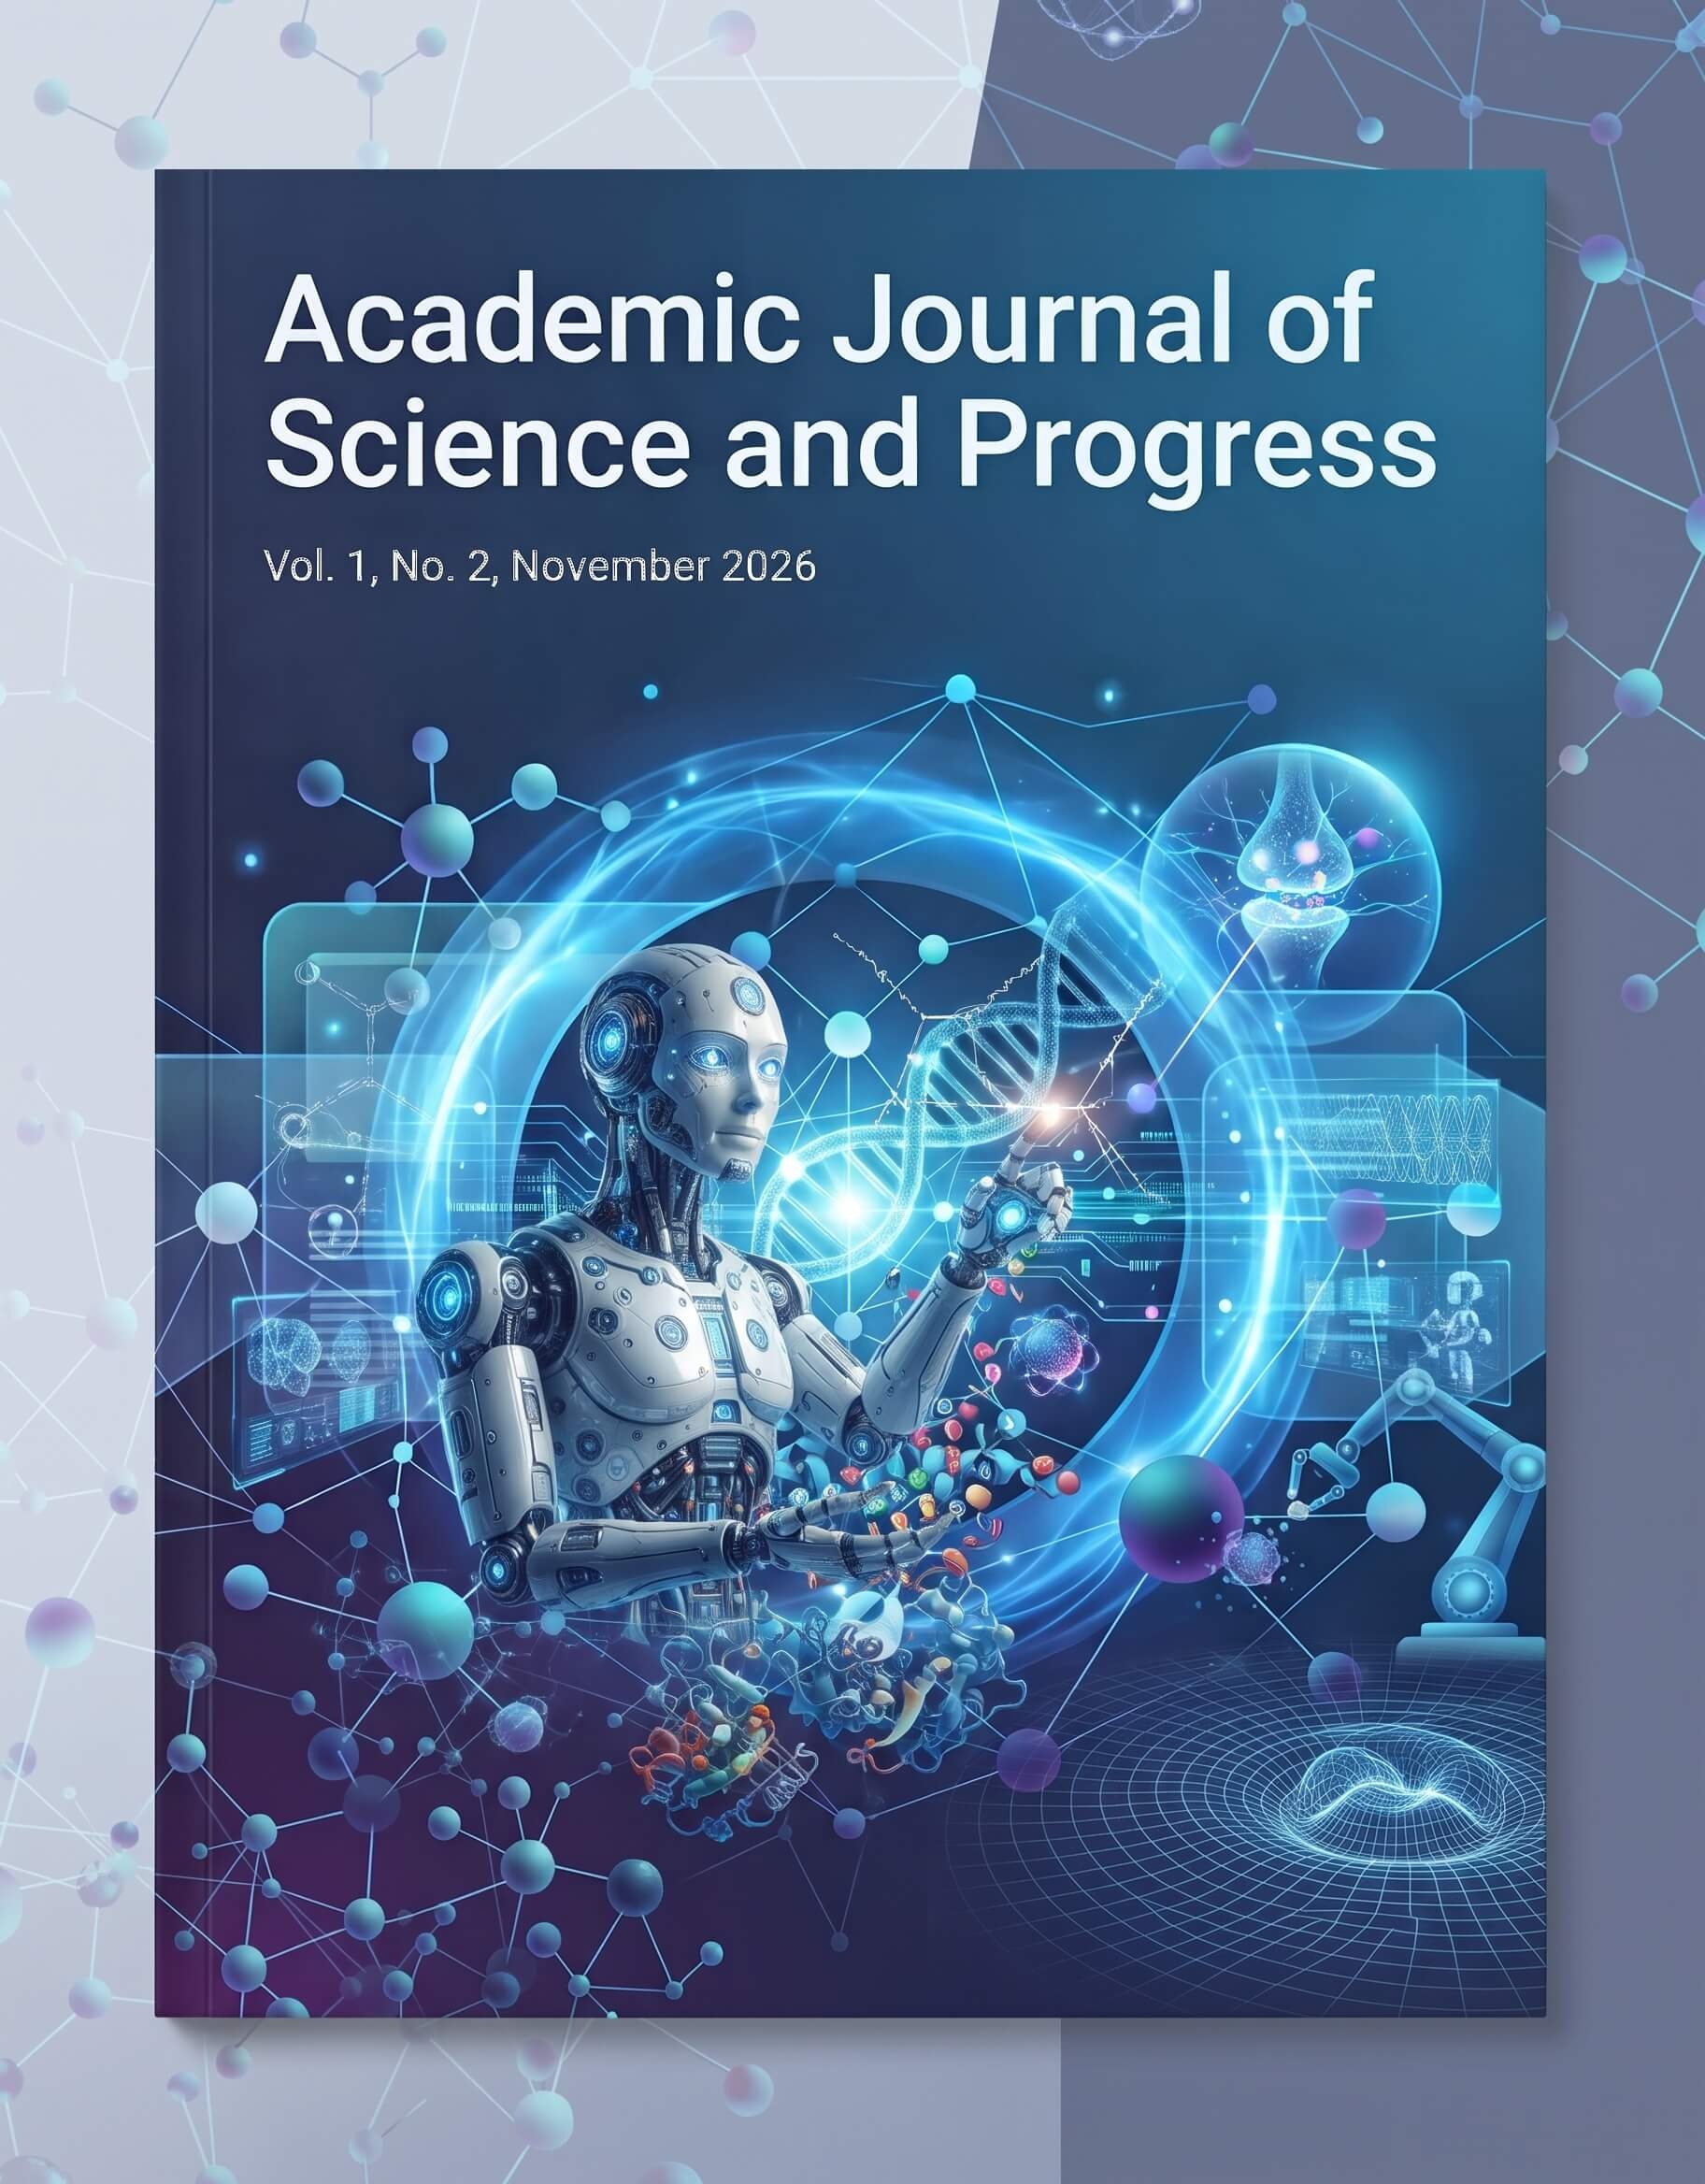 Academic Journal of
Science and Progress
Vol. 1, No. 2, November 2026